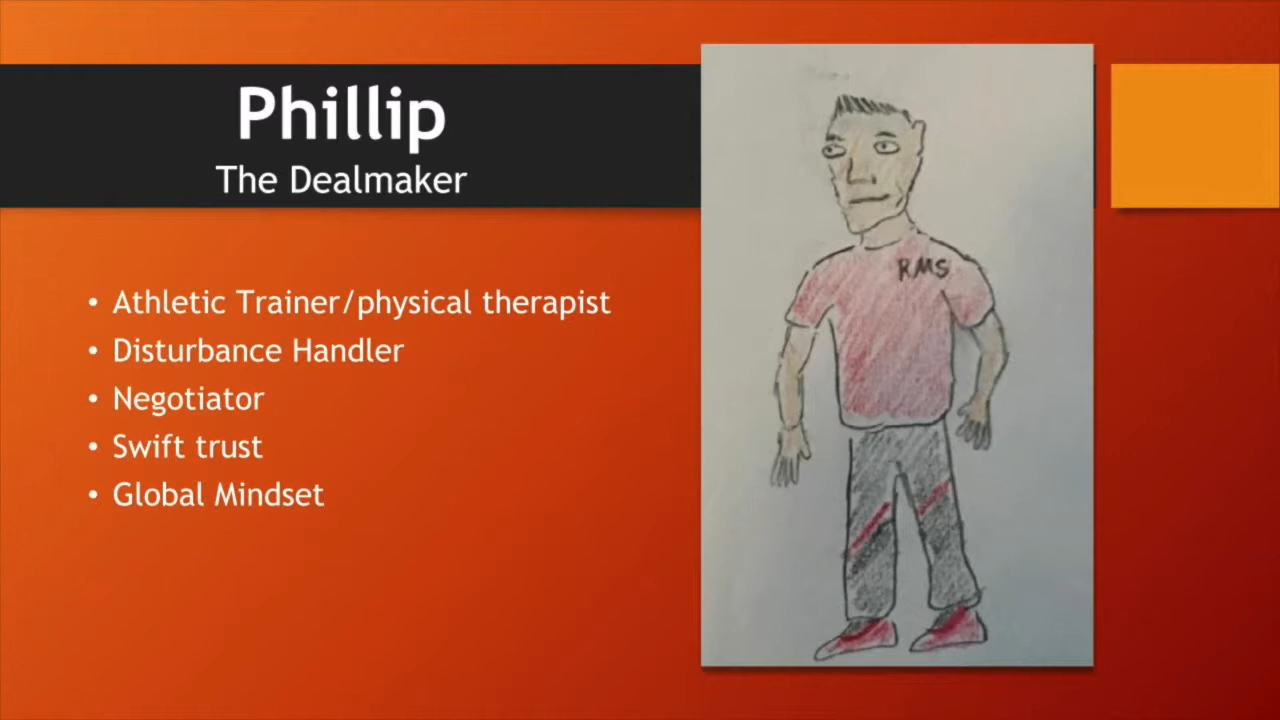 Phillip
The Dealmaker
RMS
• Athletic Trainer/physical therapist
• Disturbance Handler
• Negotiator
• Swift trust
• Global Mindset